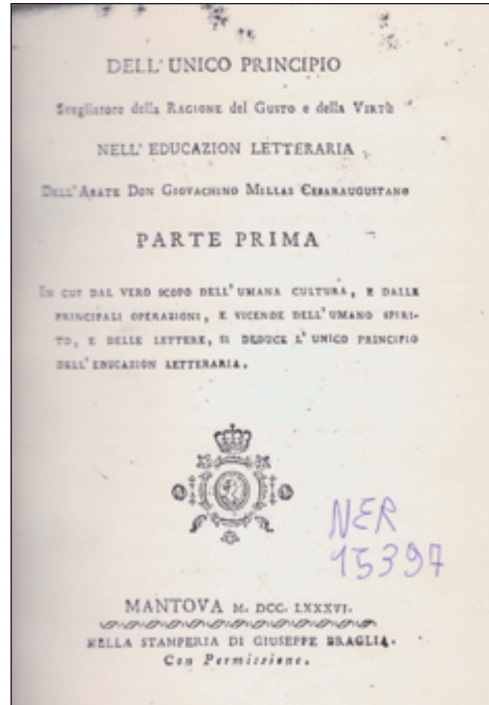 DELL' UNICO PRINCIPIO
Svegliatore della RAGIONE del GUSTO e della VIRTÙ
NELL' EDUCAZION LETTERARIA
DELL' ABATE DON GIOVACHINO MILLAS CESARAUGUSTANO
PARTE PRIMA
IN CUI DAL VERO SCOPO DELL' UMANA CULTURA, E DALLE
PRINCIPALI OPERAZIONI, E VICENDE DELL' UMANO SPIRI-
TO, E DELLE LETTERE, SI DEDUCE L' UNICO PRINCIPIO
DELL' EDUCAZION LETTERARIA.
NER
15397
MANTOVA M. DCC. LXXXVI.
NELLA STAMPERIA DI GIUSEPPE BRAGLIA.
Con Permissione.